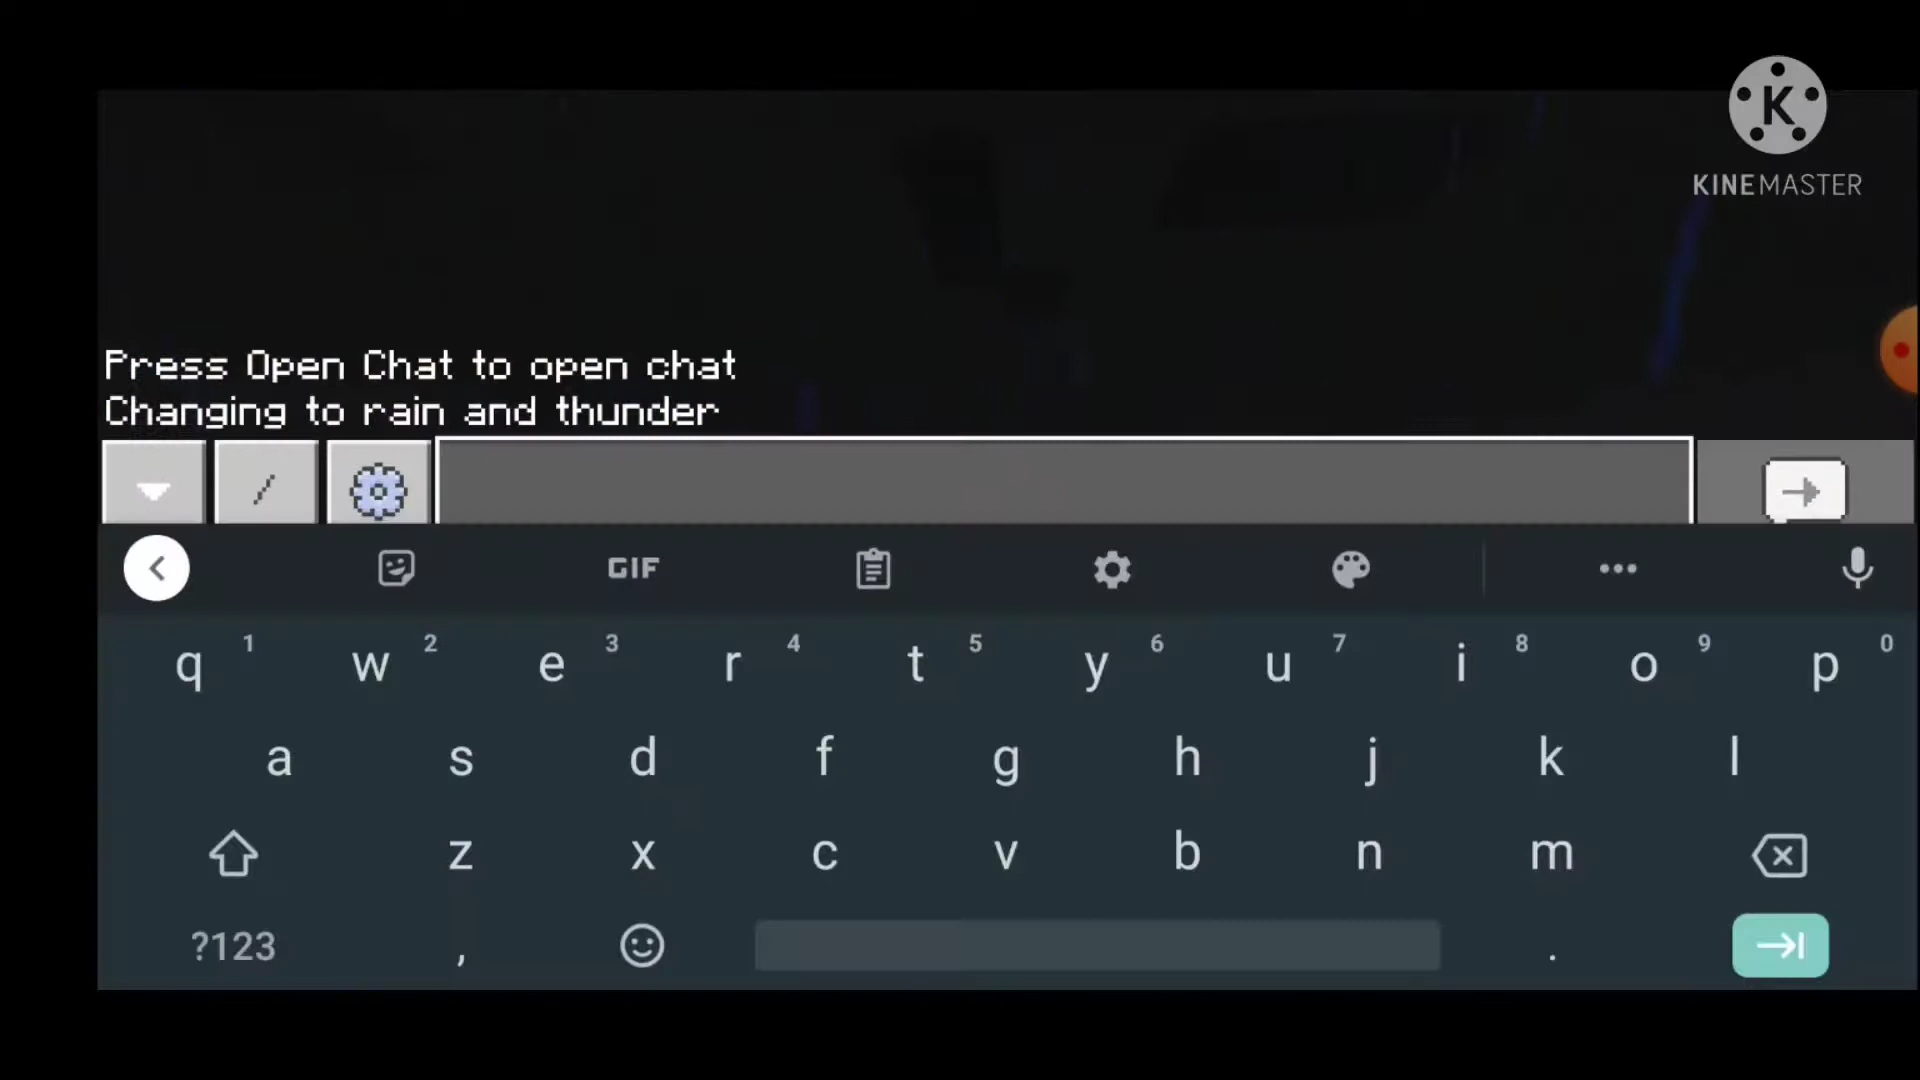 K
KINEMASTER
Press Open Chat to open chat
Changing to rain and thunder
/
GIF
q 1 w 2 e 3 r 4 t 5 y 6 u 7 i 8 o 9 p 0
a s d f g h j k l
z x c v b n m
?123 , .